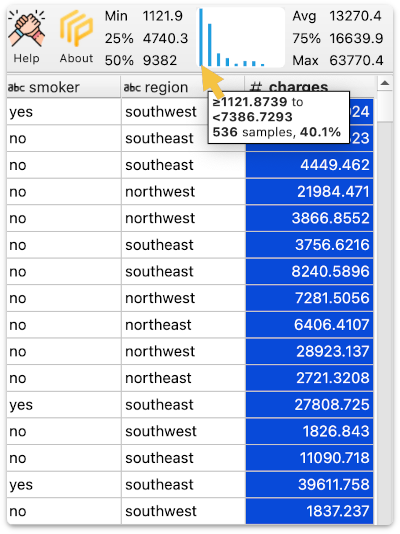 Min 1121.9 Avg 13270.4
25% 4740.3 75% 16639.9
50% 9382 Max 63770.4
Help About
abc smoker abc region # charges
≥1121.8739 to
<7386.7293
536 samples, 40.1%
yes southwest 924
no southeast
no southeast 4449.462
no northwest 21984.471
no northwest 3866.8552
no southeast 3756.6216
no southeast 8240.5896
no northwest 7281.5056
no northeast 6406.4107
no northwest 28923.137
no northeast 2721.3208
yes southeast 27808.725
no southwest 1826.843
no southeast 11090.718
yes southeast 39611.758
no southwest 1837.237